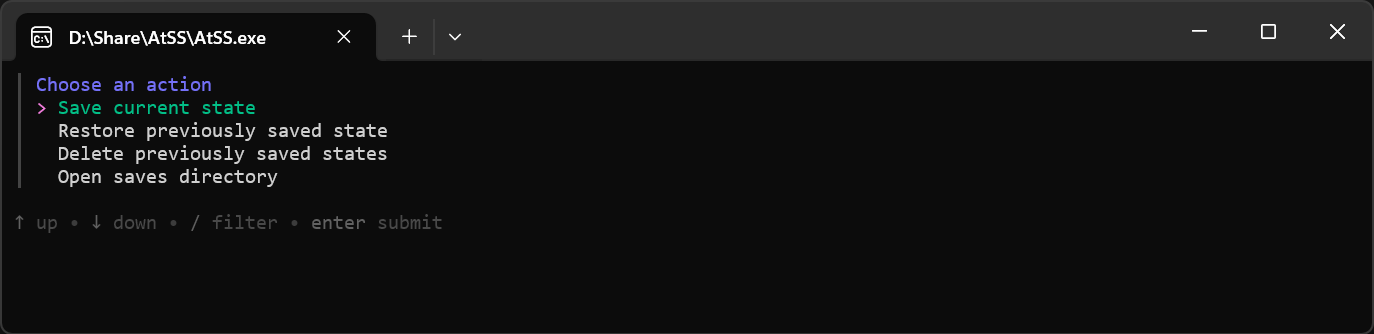 D:\Share\AtSS\AtSS.exe
Choose an action
> Save current state
Restore previously saved state
Delete previously saved states
Open saves directory
↑ up • ↓ down • / filter • enter submit